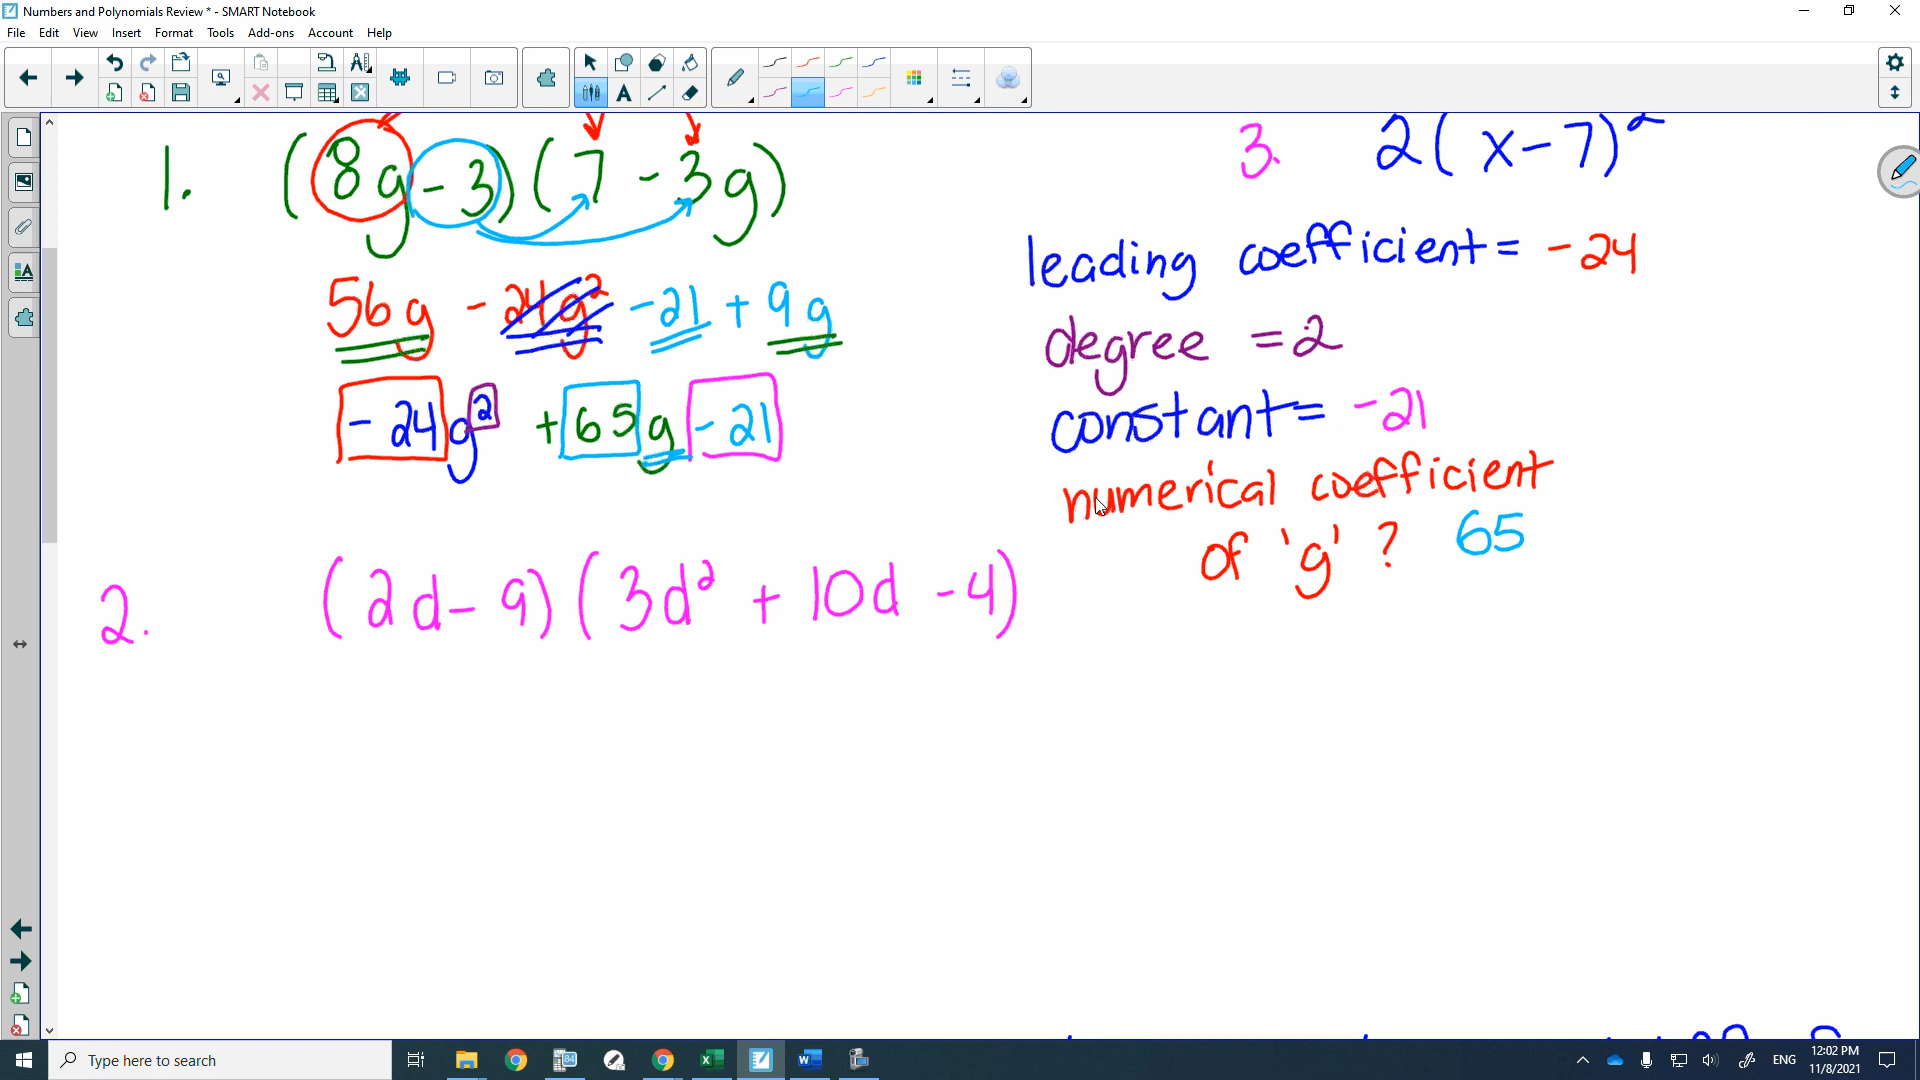 Numbers and Polynomials Review * - SMART Notebook
File Edit View Insert Format Tools Add-ons Account Help
1. (8g - 3)(7 - 3g)
56g - 24g² - 21 + 9g
- 24g² + 65g - 21
3. 2(x - 7)²
leading coefficient = -24
degree = 2
constant = -21
numerical coefficient
of 'g' ? 65
2. (2d - 9)(3d² + 10d - 4)
Type here to search
84
ENG
12:02 PM
11/8/2021